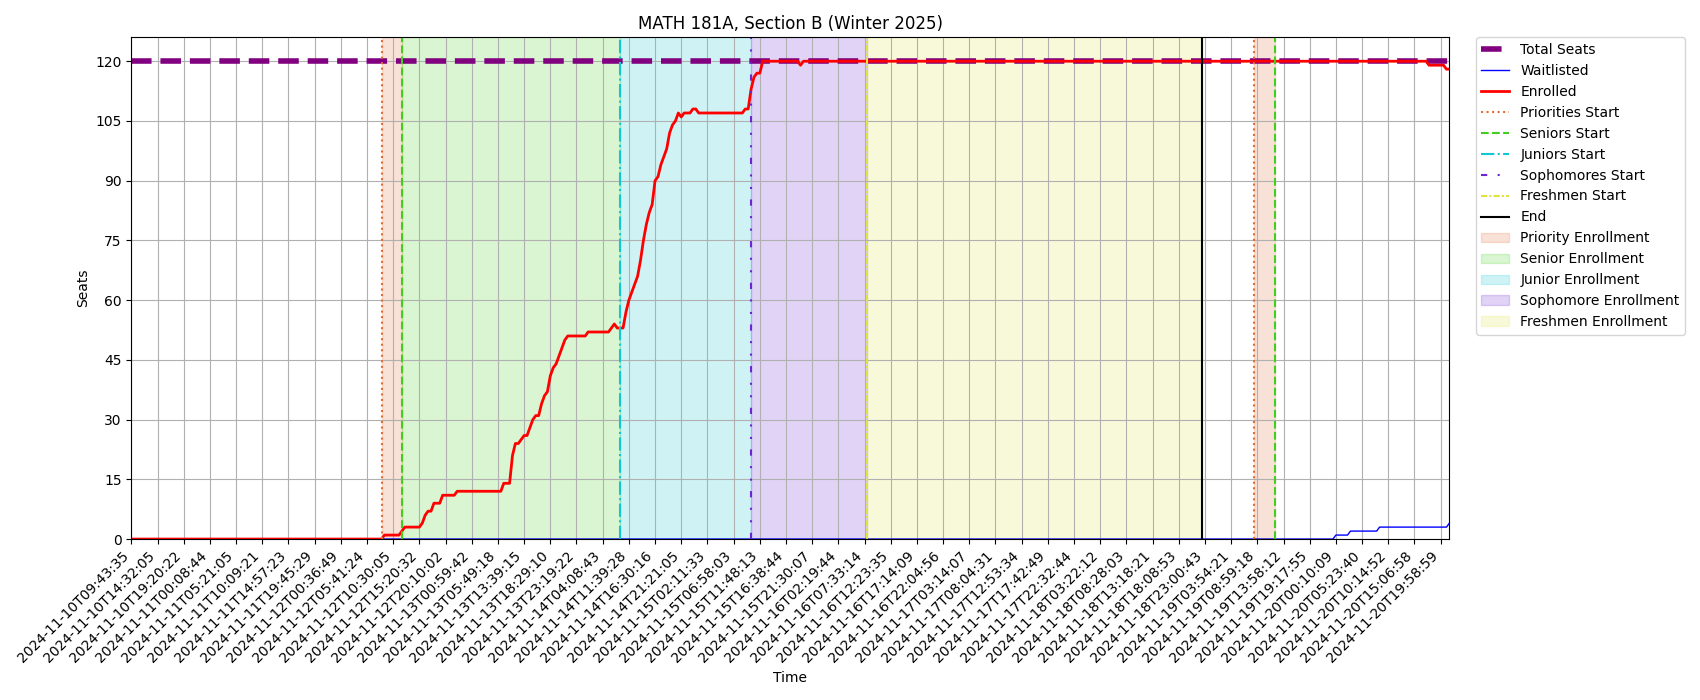 MATH 181A, Section B (Winter 2025)
Seats
120
105
90
75
60
45
30
15
0
2024-11-10T09:43:35
2024-11-10T14:32:05
2024-11-10T19:20:22
2024-11-11T00:08:44
2024-11-11T05:21:05
2024-11-11T10:09:21
2024-11-11T14:57:23
2024-11-11T19:45:29
2024-11-12T00:36:49
2024-11-12T05:41:24
2024-11-12T10:30:05
2024-11-12T15:20:32
2024-11-12T20:10:02
2024-11-13T00:59:42
2024-11-13T05:49:18
2024-11-13T13:39:15
2024-11-13T18:29:10
2024-11-13T23:19:22
2024-11-14T04:08:43
2024-11-14T11:39:28
2024-11-14T16:30:16
2024-11-14T21:21:05
2024-11-15T02:11:33
2024-11-15T06:58:03
2024-11-15T11:48:13
2024-11-15T16:38:44
2024-11-15T21:30:07
2024-11-16T02:19:44
2024-11-16T07:33:14
2024-11-16T12:23:35
2024-11-16T17:14:09
2024-11-16T22:04:56
2024-11-17T03:14:07
2024-11-17T08:04:31
2024-11-17T12:53:34
2024-11-17T17:42:49
2024-11-17T22:32:44
2024-11-18T03:22:12
2024-11-18T08:28:03
2024-11-18T13:18:21
2024-11-18T18:08:53
2024-11-18T23:00:43
2024-11-19T03:54:21
2024-11-19T08:59:18
2024-11-19T13:58:12
2024-11-19T19:17:55
2024-11-20T00:10:09
2024-11-20T05:23:40
2024-11-20T10:14:52
2024-11-20T15:06:58
2024-11-20T19:58:59
Time
Total Seats
Waitlisted
Enrolled
Priorities Start
Seniors Start
Juniors Start
Sophomores Start
Freshmen Start
End
Priority Enrollment
Senior Enrollment
Junior Enrollment
Sophomore Enrollment
Freshmen Enrollment